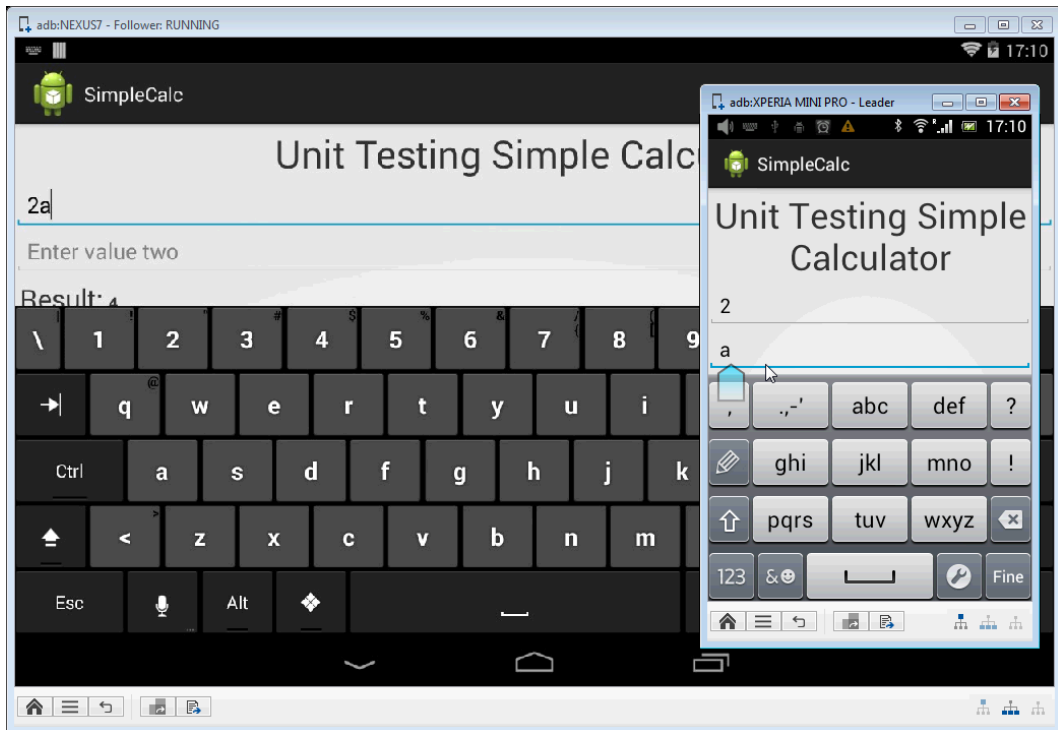 adb:NEXUS7 - Follower: RUNNING
17:10
SimpleCalc
Unit Testing Simple Calc
2a
Enter value two
Result: 4
\ 1 ! 2 " 3 # 4 $ 5 % 6 & 7 / { 8 ( [ 9
q @ w e r t y u i
Ctrl a s d f g h j k
< > z x c v b n m
Esc ... Alt
adb:XPERIA MINI PRO - Leader
17:10
SimpleCalc
Unit Testing Simple
Calculator
2
a
, .,-' abc def ?
ghi jkl mno !
pqrs tuv wxyz
123 & Fine